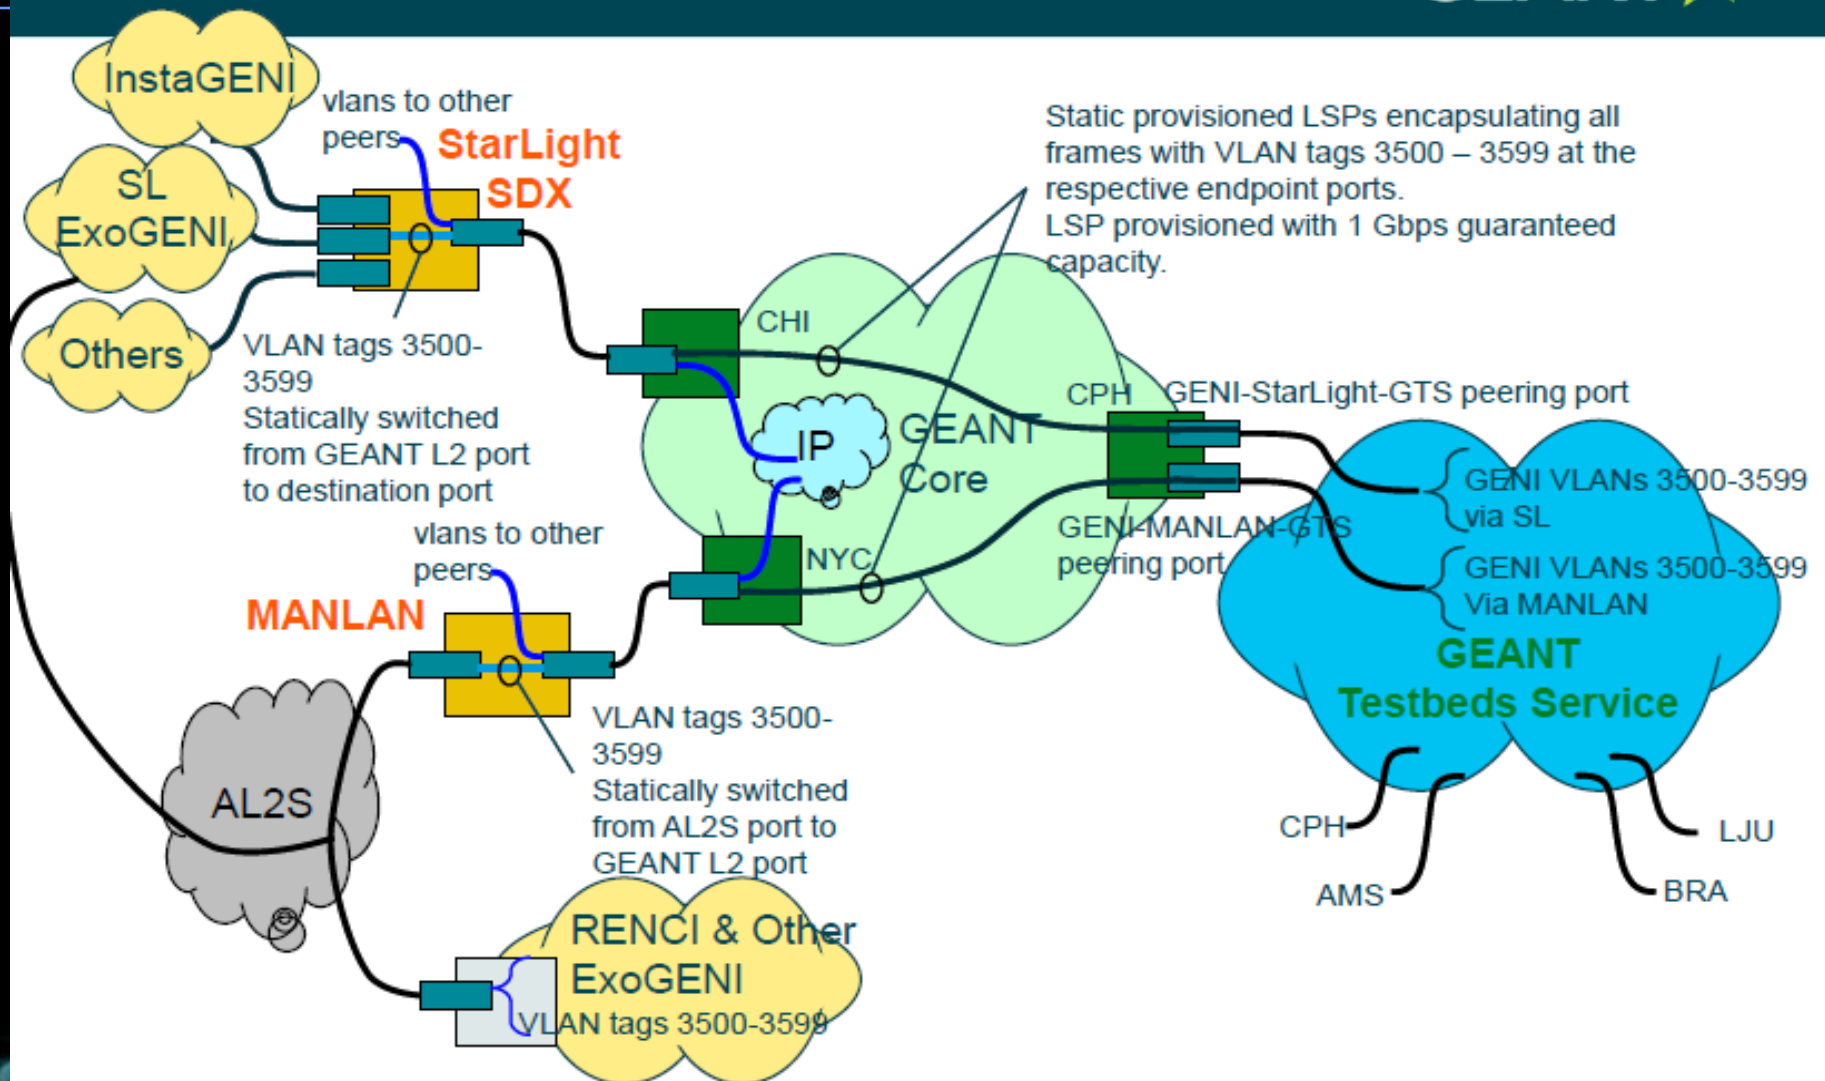 InstaGENI
vlans to other
peers
StarLight
SDX
SL
ExoGENI
Others
VLAN tags 3500-
3599
Statically switched
from GEANT L2 port
to destination port
Static provisioned LSPs encapsulating all
frames with VLAN tags 3500 – 3599 at the
respective endpoint ports.
LSP provisioned with 1 Gbps guaranteed
capacity.
CHI
IP
GEANT
Core
CPH
GENI-StarLight-GTS peering port
GENI VLANs 3500-3599
via SL
GENI-MANLAN-GTS
peering port
GENI VLANs 3500-3599
Via MANLAN
GEANT
Testbeds Service
NYC
vlans to other
peers
MANLAN
VLAN tags 3500-
3599
Statically switched
from AL2S port to
GEANT L2 port
AL2S
RENCI & Other
ExoGENI
VLAN tags 3500-3599
CPH
AMS
BRA
LJU